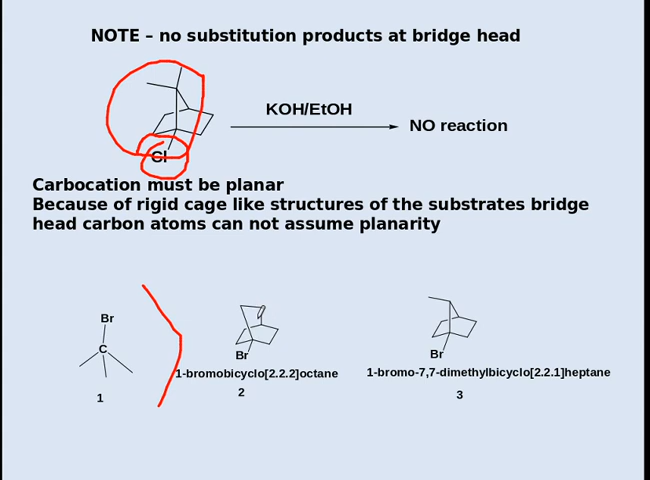 NOTE – no substitution products at bridge head
KOH/EtOH
NO reaction
Cl
Carbocation must be planar
Because of rigid cage like structures of the substrates bridge
head carbon atoms can not assume planarity
Br
C
1
Br
1-bromobicyclo[2.2.2]octane
2
Br
1-bromo-7,7-dimethylbicyclo[2.2.1]heptane
3